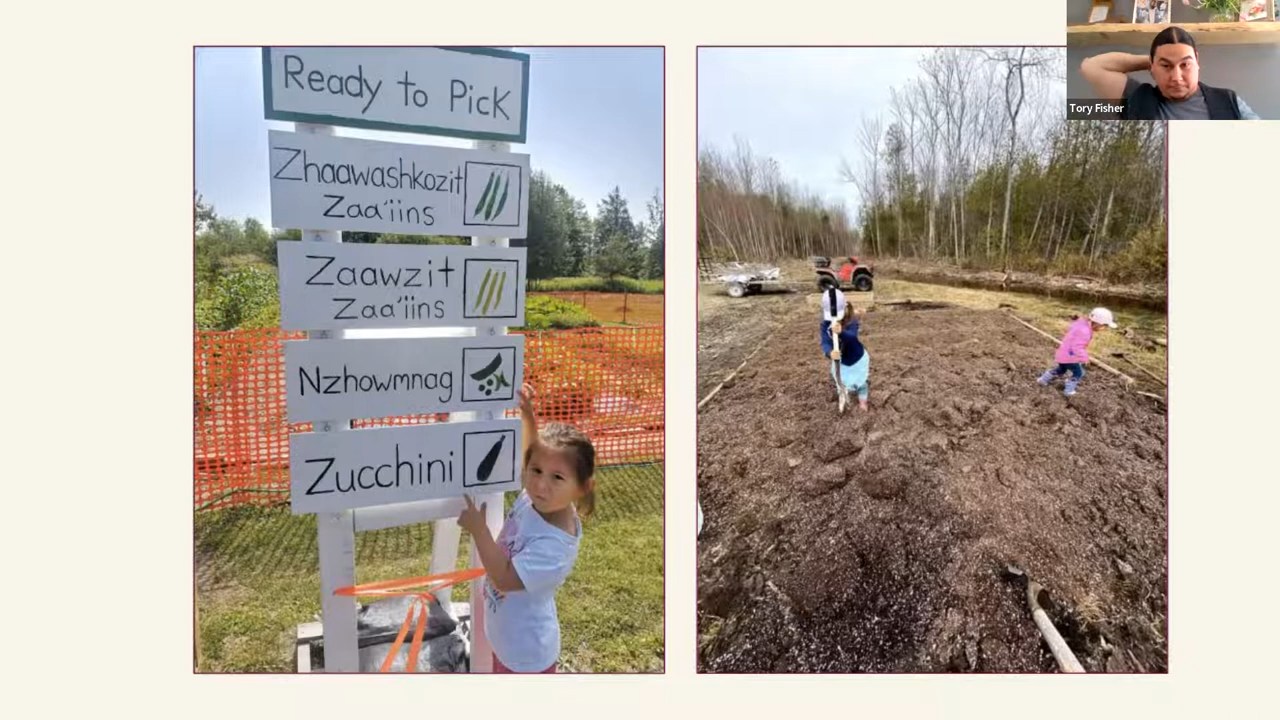 Ready to Pick
Zhaawashkozit
Zaa'iins
Zaawzit
Zaa'iins
Nzhowmnag
Zucchini
Tory Fisher